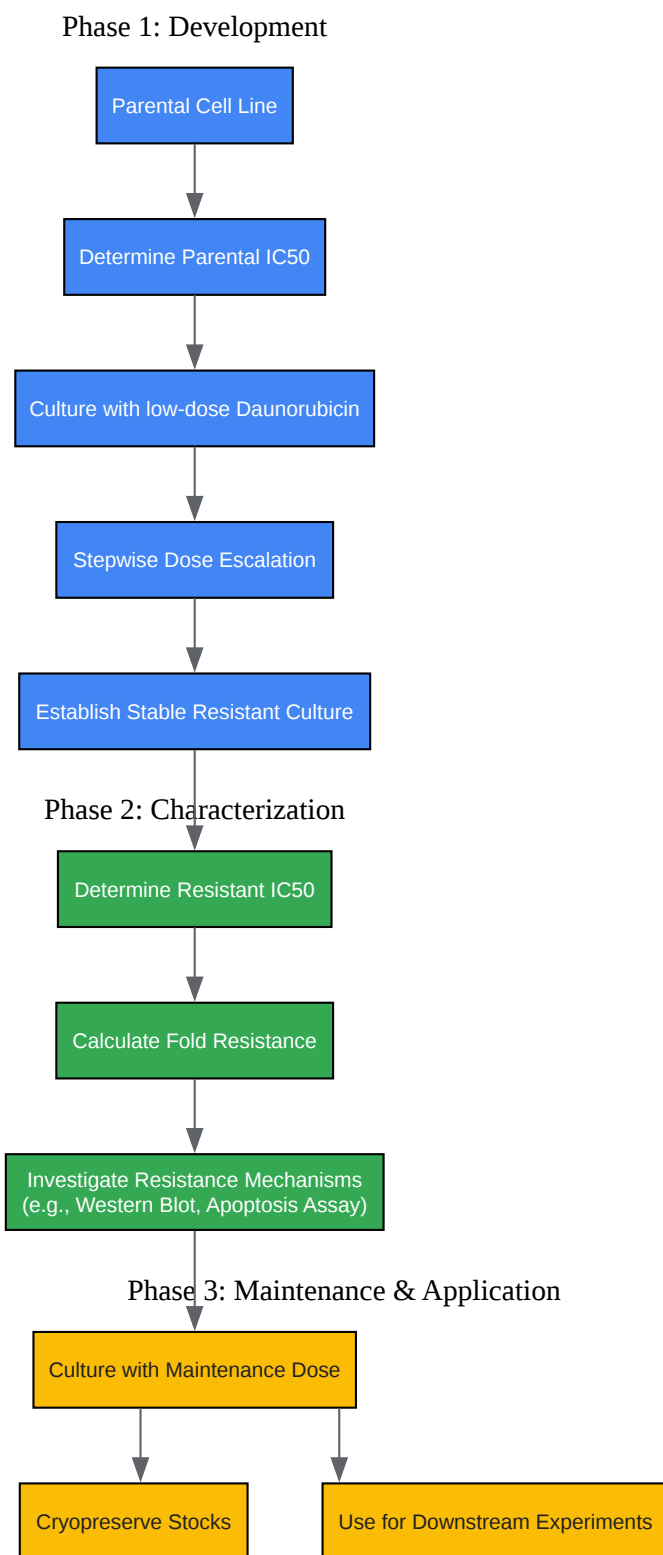 Phase 1: Development
Parental Cell Line
Determine Parental IC50
Culture with low-dose Daunorubicin
Stepwise Dose Escalation
Establish Stable Resistant Culture
Phase 2: Characterization
Determine Resistant IC50
Calculate Fold Resistance
Investigate Resistance Mechanisms
(e.g., Western Blot, Apoptosis Assay)
Phase 3: Maintenance & Application
Culture with Maintenance Dose
Cryopreserve Stocks
Use for Downstream Experiments